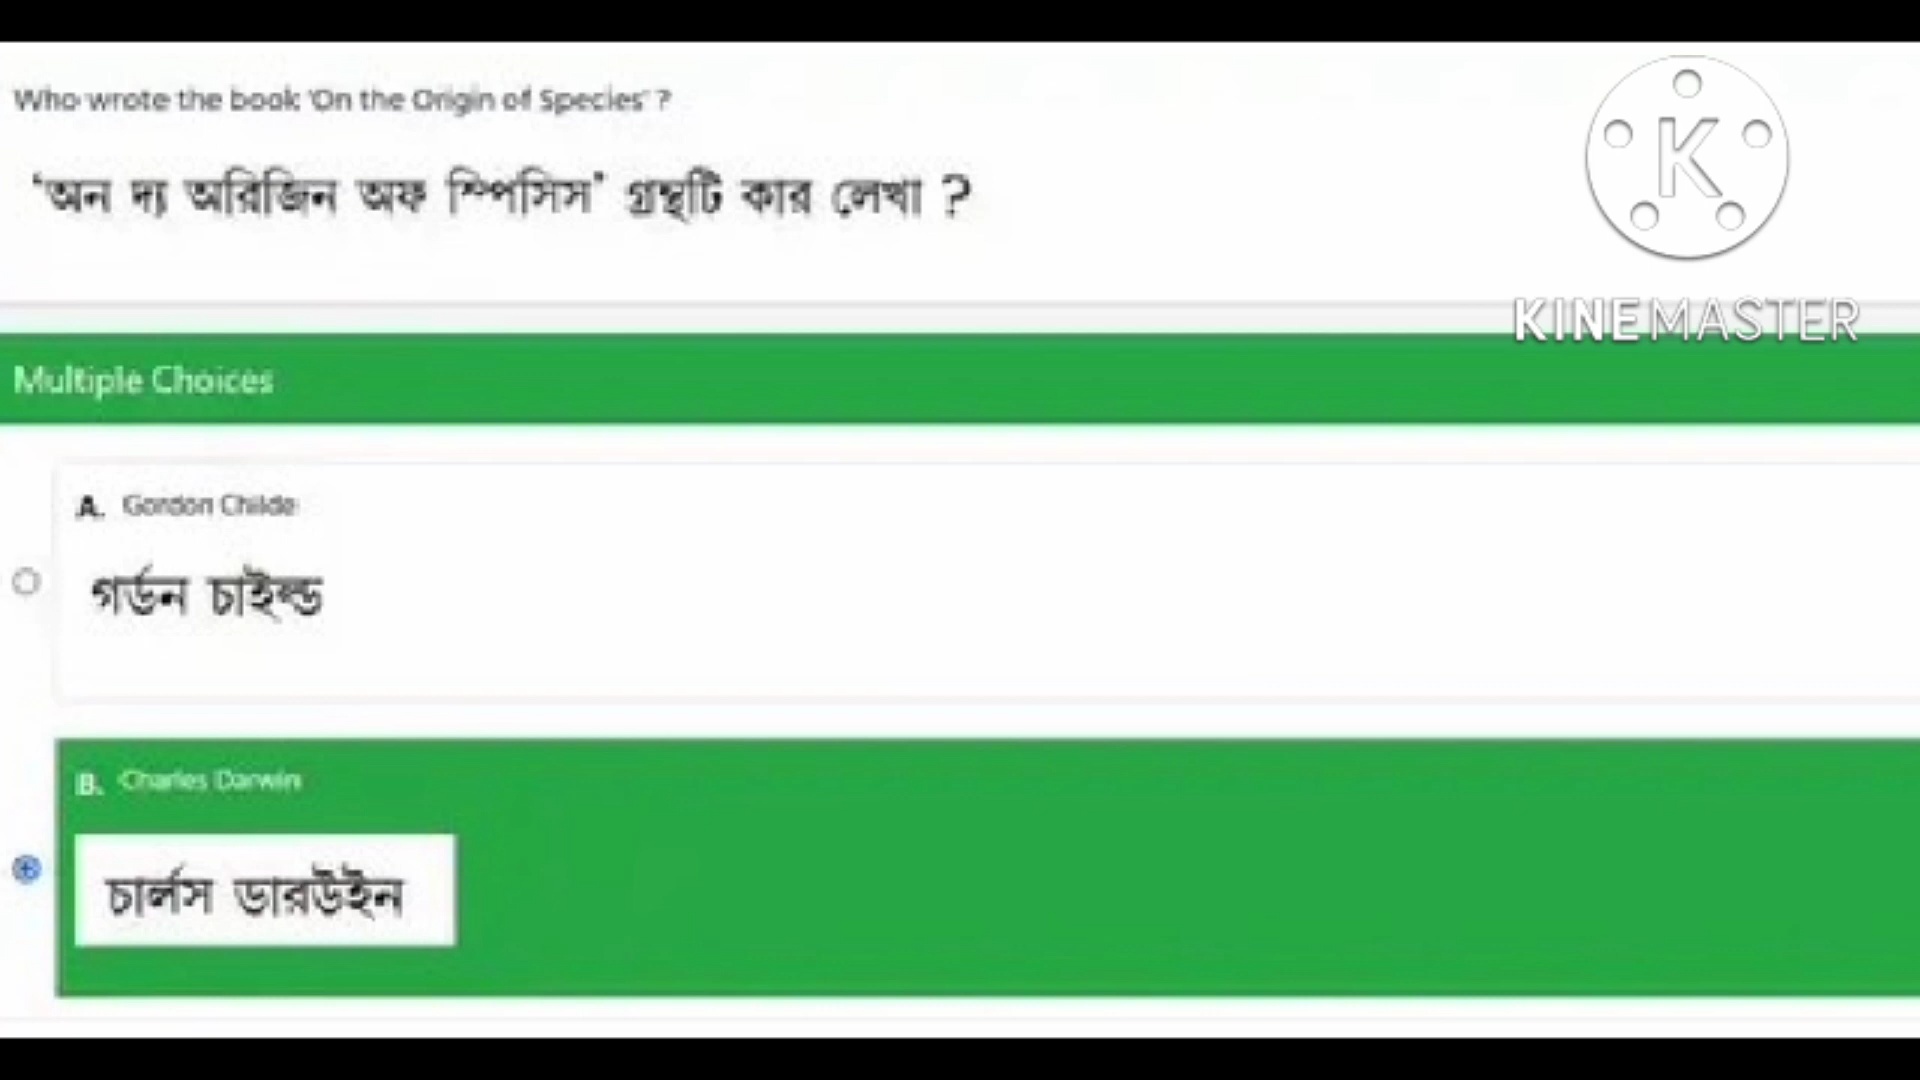 Who wrote the book 'On the Origin of Species' ?
'অন দ্য অরিজিন অফ স্পিসিস' গ্রন্থটি কার লেখা ?
K
KINEMASTER
Multiple Choices
A. Gordon Childe
গর্ডন চাইল্ড
B. Charles Darwin
চার্লস ডারউইন